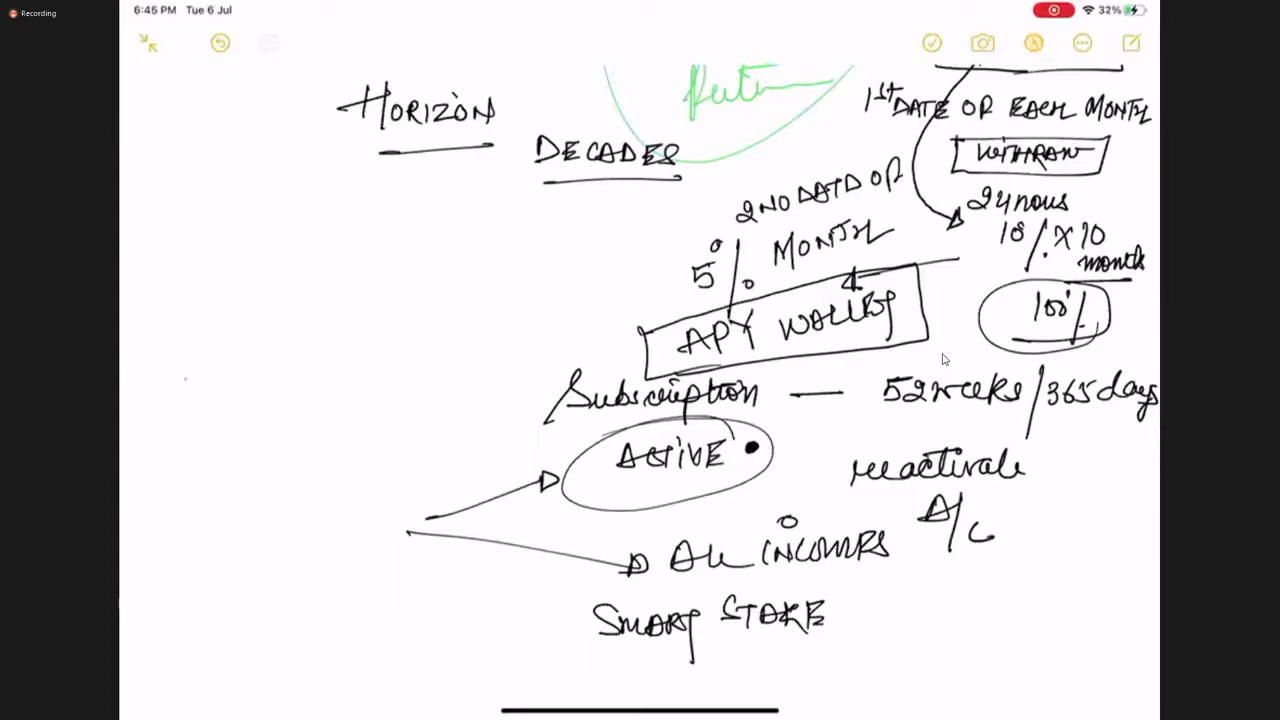 Recording
6:45 PM Tue 6 Jul
32%
HORIZON
DECADES
1st DATE OF EACH MONTH
WITHRAW
24 hours
10% X 10
month
100%
2ND DATE OF
MONTH
5%
APY WALLET
Subscription — 52 weeks / 365 days
ACTIVE
reactivate
A/C
ALL INCOMES
SMART STAKE